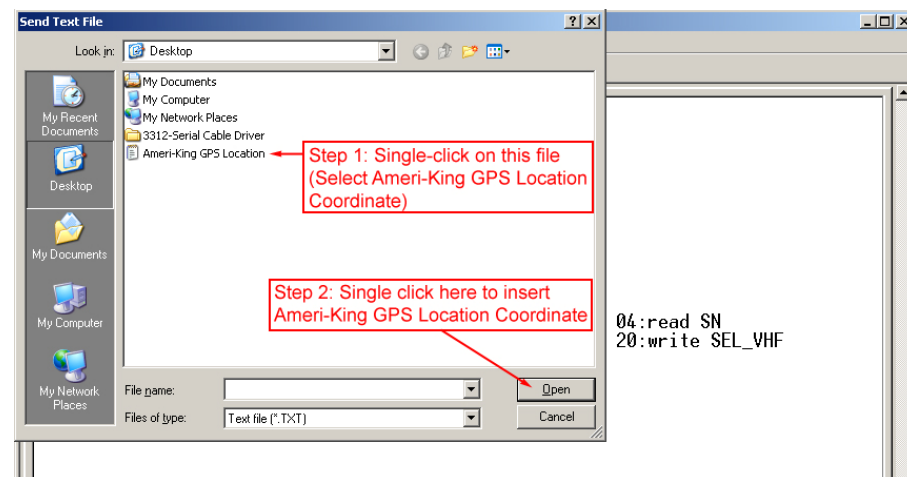 Send Text File
Look in:
Desktop
My Recent
Documents
Desktop
My Documents
My Computer
My Network
Places
My Documents
My Computer
My Network Places
3312-Serial Cable Driver
Ameri-King GPS Location
Step 1: Single-click on this file
(Select Ameri-King GPS Location
Coordinate)
Step 2: Single click here to insert
Ameri-King GPS Location Coordinate
File name:
Open
Files of type:
Text file (*.TXT)
Cancel
04:read SN
20:write SEL_VHF